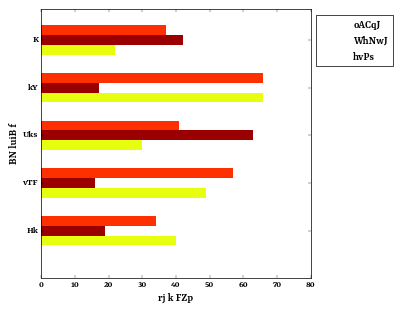 oACqJ
WhNwJ
hvPs
K
kY
Uks
vTF
Hk
BN luiB f
0 10 20 30 40 50 60 70 80
rj k FZp